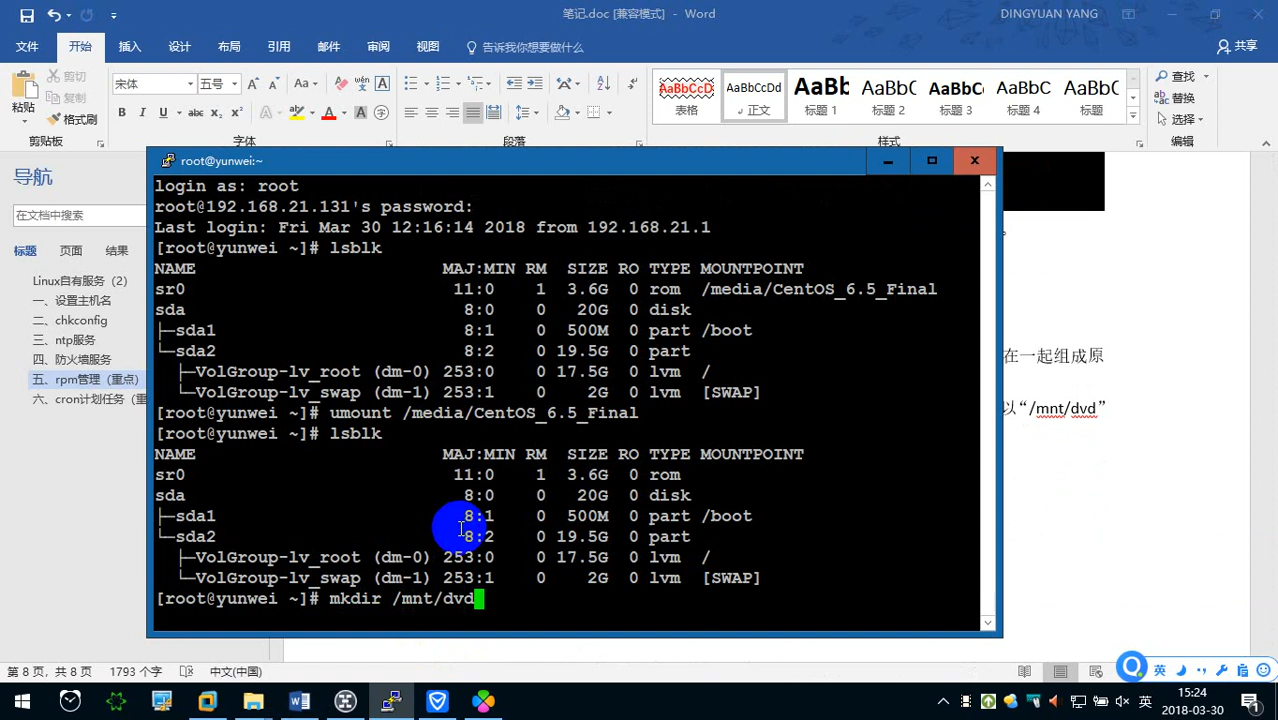 笔记.doc [兼容模式] - Word
DINGYUAN YANG
文件 开始 插入 设计 布局 引用 邮件 审阅 视图 告诉我你想要做什么 共享
粘贴
剪切
复制
格式刷
剪贴板
宋体 五号
字体
段落
AaBbCcD 表格
AaBbCcDd 正文
AaBb 标题 1
AaBbC 标题 2
AaBbC 标题 3
AaBbC 标题 4
AaBbC 标题 5
样式
查找
替换
选择
编辑
导航
在文档中搜索
标题 页面 结果
Linux自有服务（2）
一、设置主机名
二、chkconfig
三、ntp服务
四、防火墙服务
五、rpm管理（重点）
六、cron计划任务（重
root@yunwei:~
login as: root
root@192.168.21.131's password:
Last login: Fri Mar 30 12:16:14 2018 from 192.168.21.1
[root@yunwei ~]# lsblk
NAME MAJ:MIN RM SIZE RO TYPE MOUNTPOINT
sr0 11:0 1 3.6G 0 rom /media/CentOS_6.5_Final
sda 8:0 0 20G 0 disk
├─sda1 8:1 0 500M 0 part /boot
└─sda2 8:2 0 19.5G 0 part
├─VolGroup-lv_root (dm-0) 253:0 0 17.5G 0 lvm /
└─VolGroup-lv_swap (dm-1) 253:1 0 2G 0 lvm [SWAP]
[root@yunwei ~]# umount /media/CentOS_6.5_Final
[root@yunwei ~]# lsblk
NAME MAJ:MIN RM SIZE RO TYPE MOUNTPOINT
sr0 11:0 1 3.6G 0 rom
sda 8:0 0 20G 0 disk
├─sda1 8:1 0 500M 0 part /boot
└─sda2 8:2 0 19.5G 0 part
├─VolGroup-lv_root (dm-0) 253:0 0 17.5G 0 lvm /
└─VolGroup-lv_swap (dm-1) 253:1 0 2G 0 lvm [SWAP]
[root@yunwei ~]# mkdir /mnt/dvd
在一起组成原
以“/mnt/dvd”
第 8 页，共 8 页 1793 个字 中文(中国)
英
英 15:24
2018-03-30